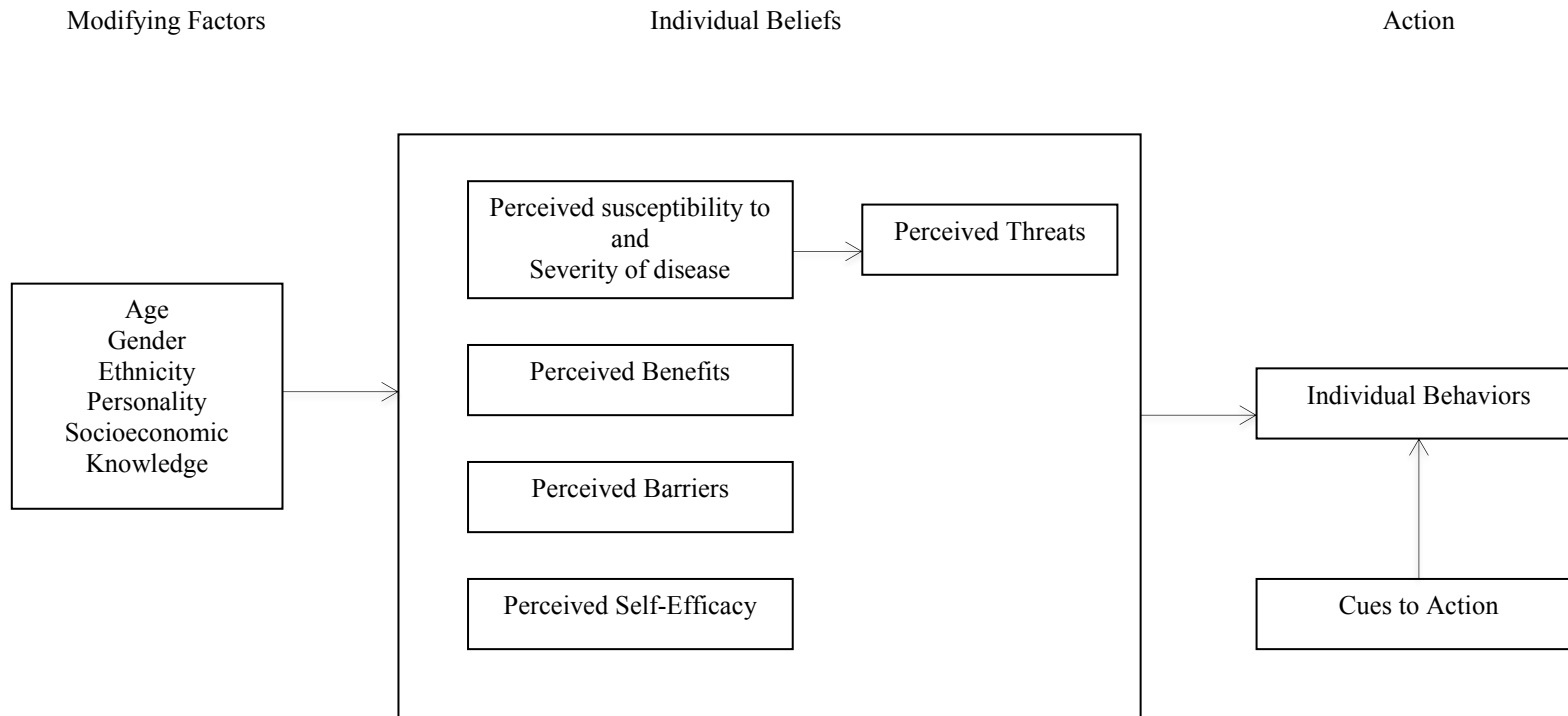 Modifying Factors
Individual Beliefs
Action
Age
Gender
Ethnicity
Personality
Socioeconomic
Knowledge
Perceived susceptibility to
and
Severity of disease
Perceived Threats
Perceived Benefits
Perceived Barriers
Perceived Self-Efficacy
Individual Behaviors
Cues to Action